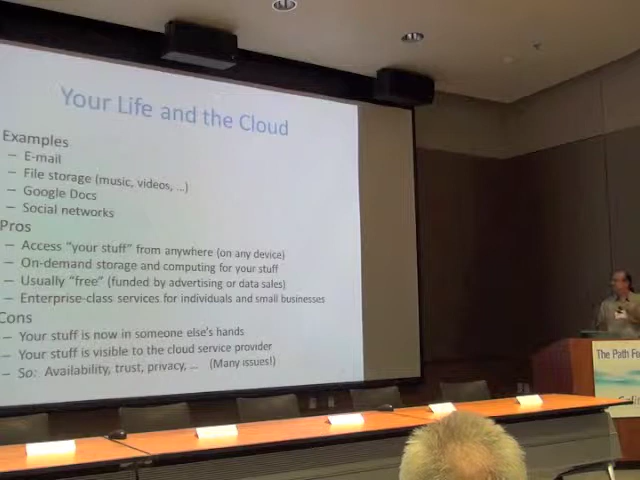 Your Life and the Cloud
Examples
– E-mail
– File storage (music, videos, …)
– Google Docs
– Social networks
Pros
– Access “your stuff” from anywhere (on any device)
– On-demand storage and computing for your stuff
– Usually “free” (funded by advertising or data sales)
– Enterprise-class services for individuals and small businesses
Cons
– Your stuff is now in someone else's hands
– Your stuff is visible to the cloud service provider
– So: Availability, trust, privacy, … (Many issues!)
The Path Fo